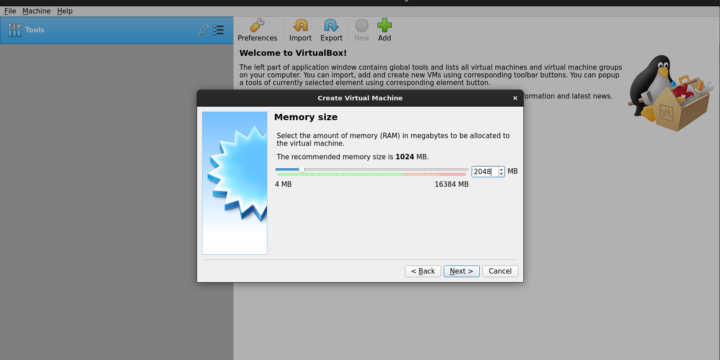 File Machine Help
Tools
Preferences Import Export New Add
Welcome to VirtualBox!
The left part of application window contains global tools and lists all virtual machines and virtual machine groups
on your computer. You can import, add and create new VMs using corresponding toolbar buttons. You can popup
a tools of currently selected element using corresponding element button.
ormation and latest news.
Create Virtual Machine
Memory size
Select the amount of memory (RAM) in megabytes to be allocated to
the virtual machine.
The recommended memory size is 1024 MB.
2048 MB
4 MB 16384 MB
< Back Next > Cancel